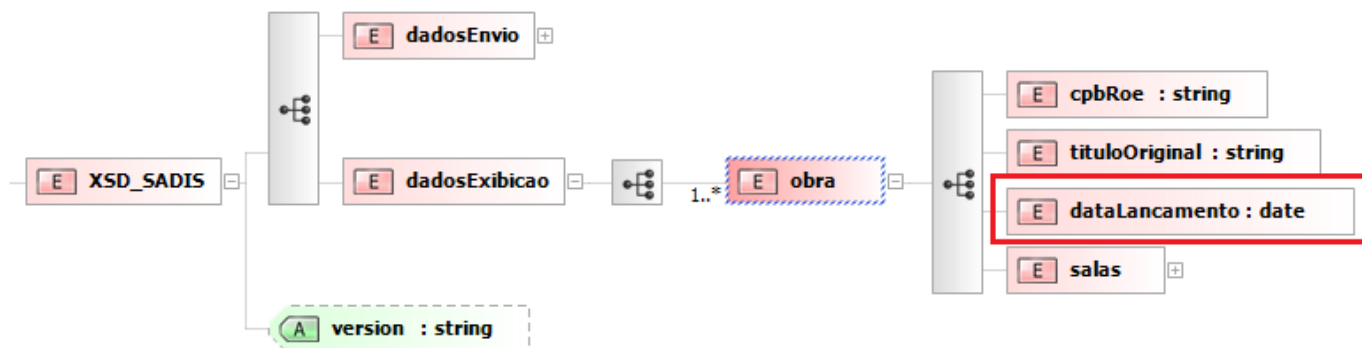 E dadosEnvio
E cpbRoe : string
E tituloOriginal : string
E XSD_SADIS
E dadosExibicao
1..*
E obra
E dataLancamento : date
E salas
A version : string